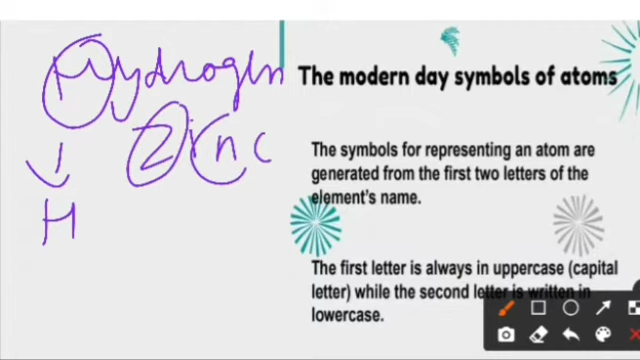 Hydrogen
The modern day symbols of atoms
Zinc
H
The symbols for representing an atom are
generated from the first two letters of the
element's name.
The first letter is always in uppercase (capital
letter) while the second letter is written in
lowercase.